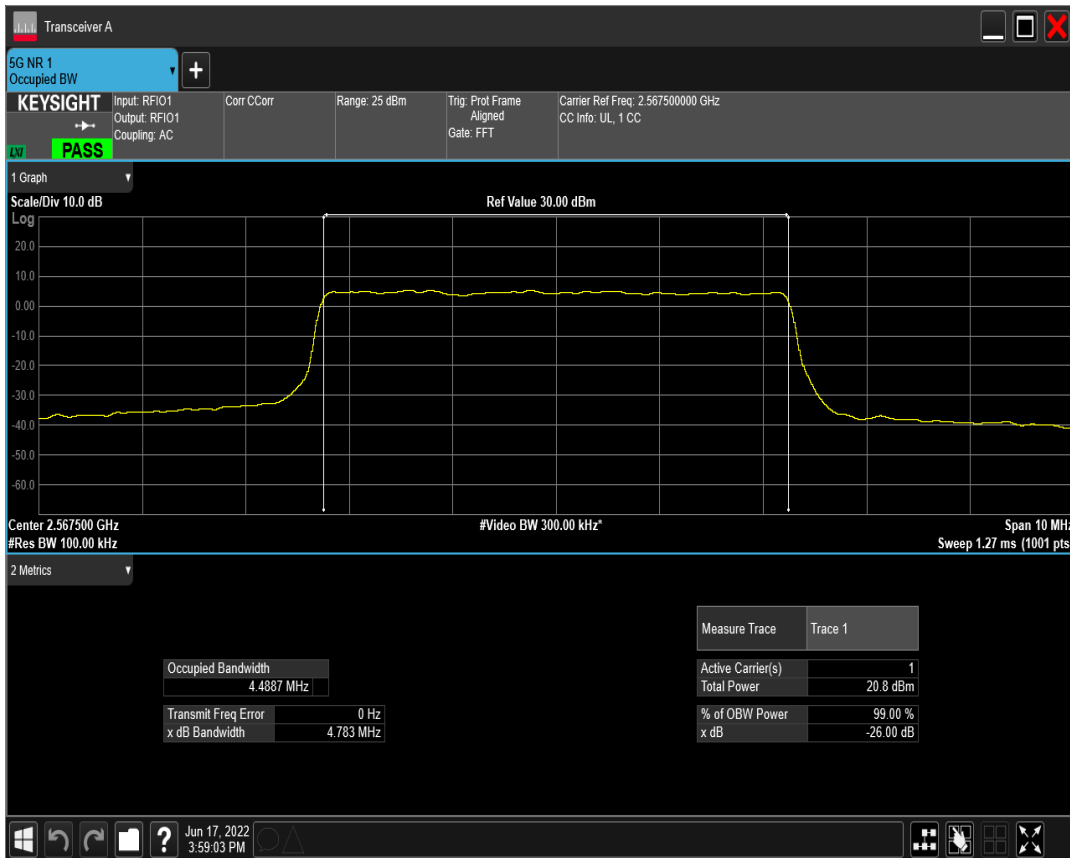 Transceiver A
5G NR 1
Occupied BW
+
KEYSIGHT
LXI
PASS
Input: RFIO1
Output: RFIO1
Coupling: AC
Corr CCorr
Range: 25 dBm
Trig: Prot Frame
Aligned
Gate: FFT
Carrier Ref Freq: 2.567500000 GHz
CC Info: UL, 1 CC
1 Graph
Scale/Div 10.0 dB
Ref Value 30.00 dBm
Log
20.0
10.0
0.00
-10.0
-20.0
-30.0
-40.0
-50.0
-60.0
Center 2.567500 GHz
#Video BW 300.00 kHz*
Span 10 MHz
#Res BW 100.00 kHz
Sweep 1.27 ms (1001 pts
2 Metrics
Measure Trace Trace 1
Occupied Bandwidth
4.4887 MHz
Active Carrier(s) 1
Total Power 20.8 dBm
Transmit Freq Error 0 Hz
x dB Bandwidth 4.783 MHz
% of OBW Power 99.00 %
x dB -26.00 dB
?
Jun 17, 2022
3:59:03 PM